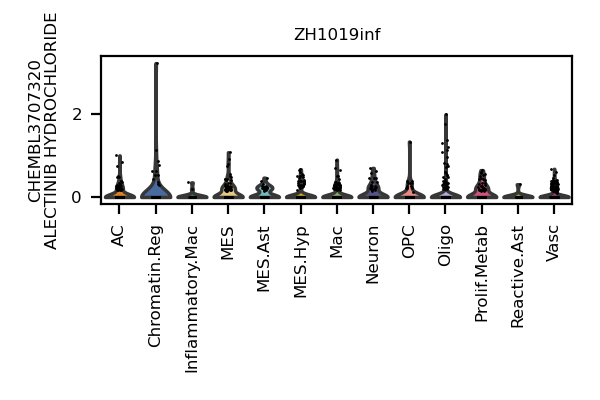 ZH1019inf
CHEMBL3707320
ALECTINIB HYDROCHLORIDE
2
0
AC
Chromatin.Reg
Inflammatory.Mac
MES
MES.Ast
MES.Hyp
Mac
Neuron
OPC
Oligo
Prolif.Metab
Reactive.Ast
Vasc